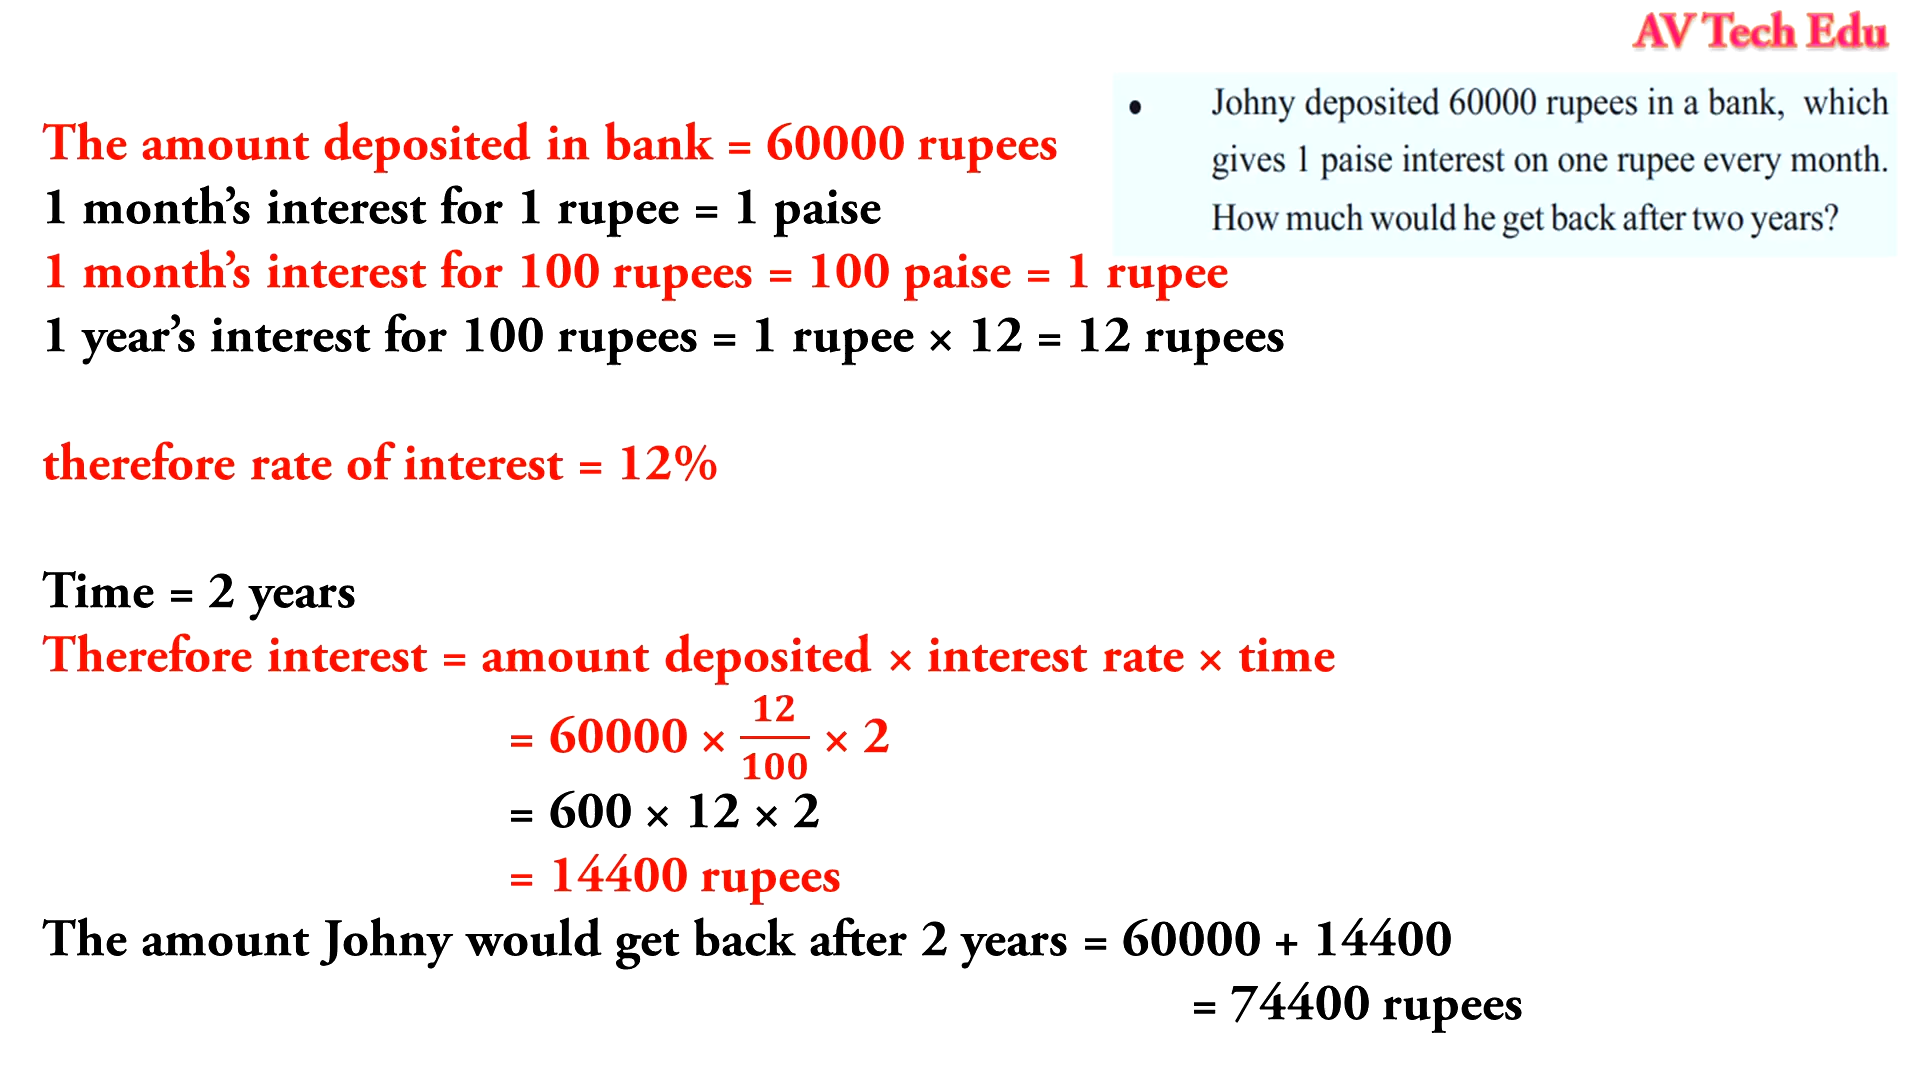 AV Tech Edu
• Johny deposited 60000 rupees in a bank, which
gives 1 paise interest on one rupee every month.
How much would he get back after two years?
The amount deposited in bank = 60000 rupees
1 month’s interest for 1 rupee = 1 paise
1 month’s interest for 100 rupees = 100 paise = 1 rupee
1 year’s interest for 100 rupees = 1 rupee × 12 = 12 rupees
therefore rate of interest = 12%
Time = 2 years
Therefore interest = amount deposited × interest rate × time
= 60000 × 12/100 × 2
= 600 × 12 × 2
= 14400 rupees
The amount Johny would get back after 2 years = 60000 + 14400
= 74400 rupees